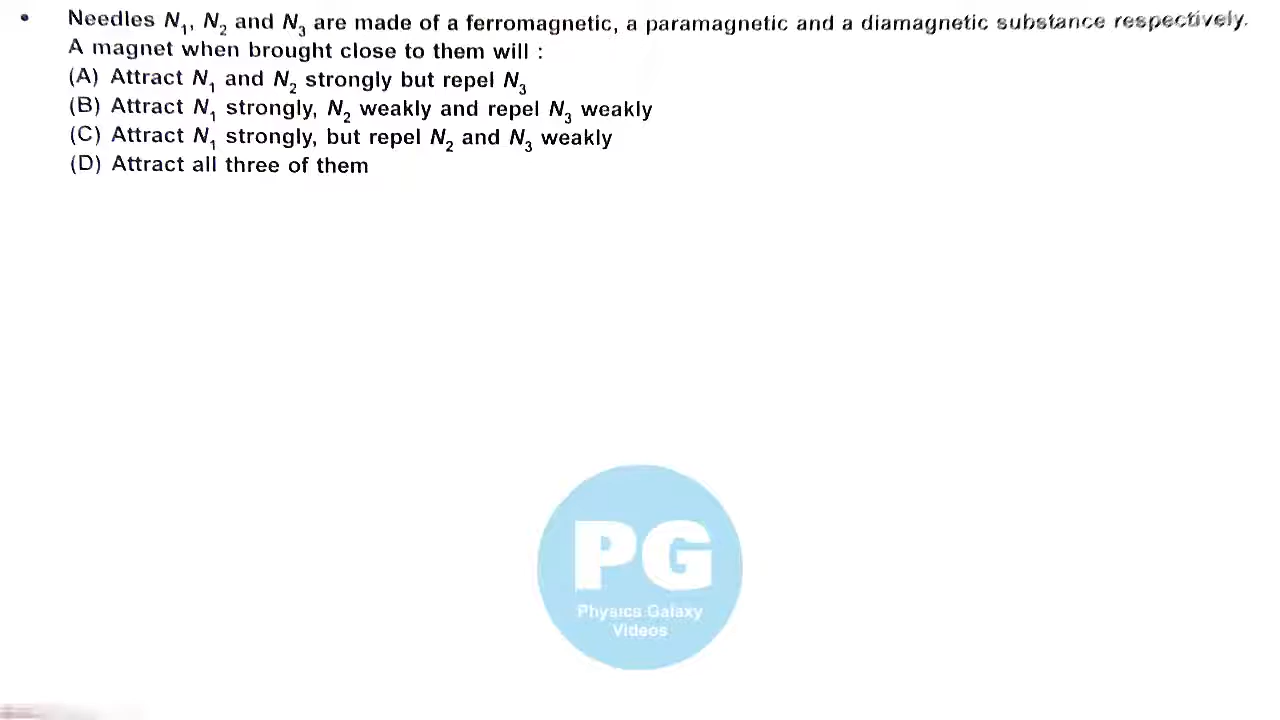 • Needles N₁, N₂ and N₃ are made of a ferromagnetic, a paramagnetic and a diamagnetic substance respectively.
A magnet when brought close to them will :
(A) Attract N₁ and N₂ strongly but repel N₃
(B) Attract N₁ strongly, N₂ weakly and repel N₃ weakly
(C) Attract N₁ strongly, but repel N₂ and N₃ weakly
(D) Attract all three of them
PG
Physics Galaxy
Videos